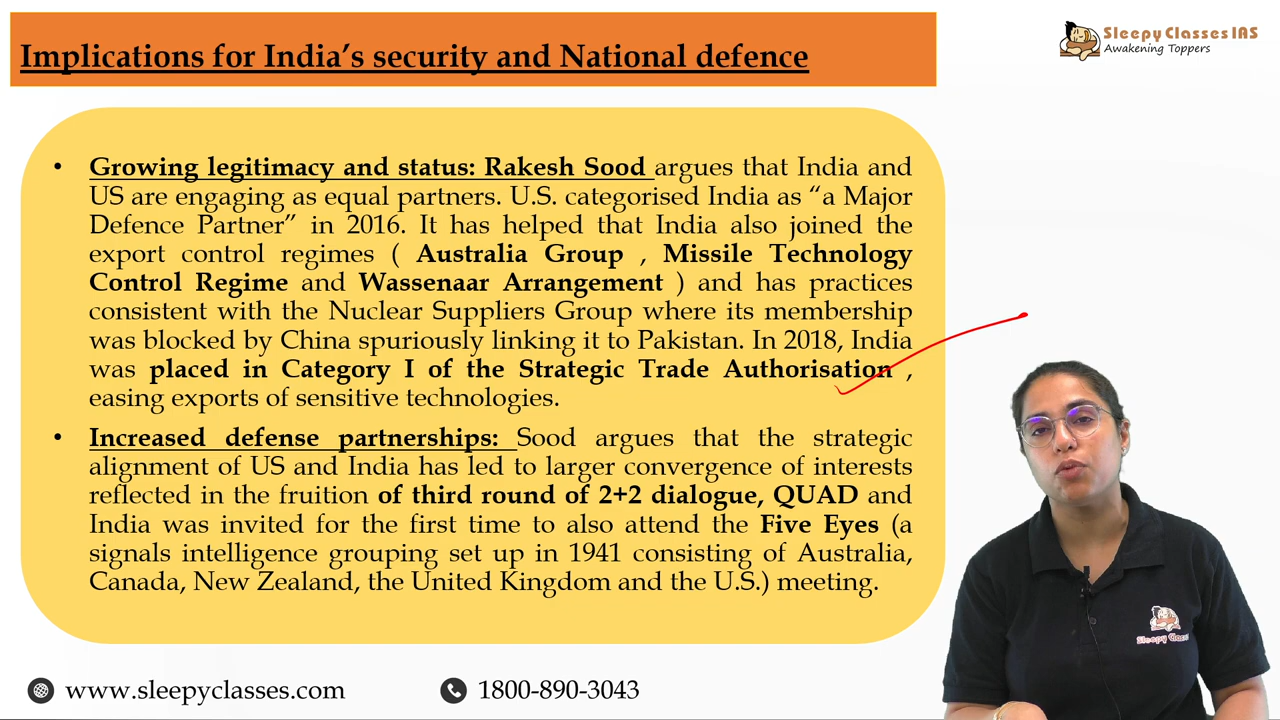 Implications for India’s security and National defence
Sleepy Classes IAS
Awakening Toppers
• Growing legitimacy and status: Rakesh Sood argues that India and
US are engaging as equal partners. U.S. categorised India as “a Major
Defence Partner” in 2016. It has helped that India also joined the
export control regimes ( Australia Group , Missile Technology
Control Regime and Wassenaar Arrangement ) and has practices
consistent with the Nuclear Suppliers Group where its membership
was blocked by China spuriously linking it to Pakistan. In 2018, India
was placed in Category I of the Strategic Trade Authorisation ,
easing exports of sensitive technologies.
• Increased defense partnerships: Sood argues that the strategic
alignment of US and India has led to larger convergence of interests
reflected in the fruition of third round of 2+2 dialogue, QUAD and
India was invited for the first time to also attend the Five Eyes (a
signals intelligence grouping set up in 1941 consisting of Australia,
Canada, New Zealand, the United Kingdom and the U.S.) meeting.
Sleepy Classes
www.sleepyclasses.com
1800-890-3043